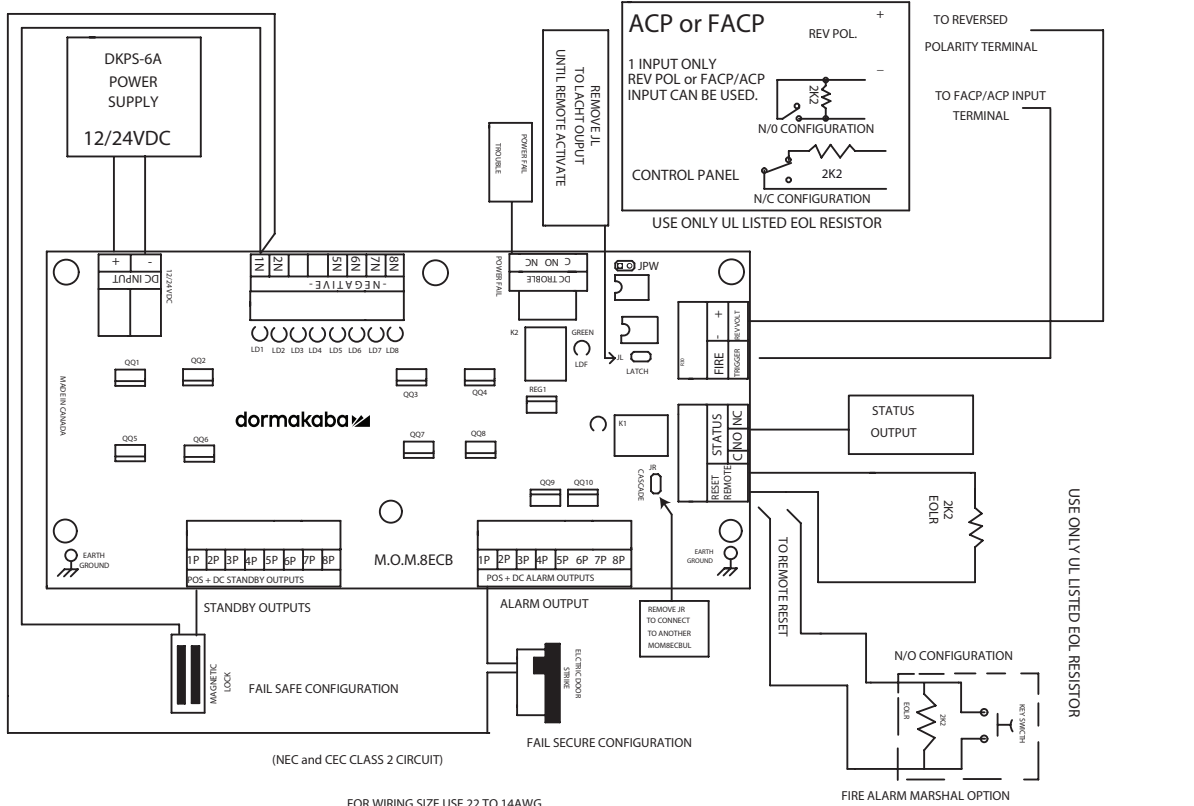 DKPS-6A
POWER
SUPPLY
12/24VDC
POWER FAIL
TROUBLE
REMOVE JL
TO LACHT OUPUT
UNTIL REMOTE ACTIVATE
ACP or FACP
+
REV POL.
_
1 INPUT ONLY
REV POL or FACP/ACP
INPUT CAN BE USED.
2K2
N/0 CONFIGURATION
CONTROL PANEL
2K2
N/C CONFIGURATION
USE ONLY UL LISTED EOL RESISTOR
TO REVERSED
POLARITY TERMINAL
TO FACP/ACP INPUT
TERMINAL
+ -
DC INPUT
12/24 VDC
1N 2N 5N 6N 7N 8N
-NEGATIVE-
LD1 LD2 LD3 LD4 LD5 LD6 LD7 LD8
POWER FAIL
C NO NC
DC TROBLE
K2
GREEN
LDF
REG1
JPW
JL
LATCH
+ REV VOLT
-
FIRE TRIGGER
QQ1
QQ2
QQ3
QQ4
MADE IN CANADA
dormakaba
QQ5
QQ6
QQ7
QQ8
K1
QQ9 QQ10
JR
CASCADE
STATUS
C NO NC
RESET
REMOTE
STATUS
OUTPUT
2K2
EOLR
USE ONLY UL LISTED EOL RESISTOR
EARTH
GROUND
1P 2P 3P 4P 5P 6P 7P 8P
POS + DC STANDBY OUTPUTS
M.O.M.8ECB
1P 2P 3P 4P 5P 6P 7P 8P
POS + DC ALARM OUTPUTS
EARTH
GROUND
STANDBY OUTPUTS
ALARM OUTPUT
REMOVE JR
TO CONNECT
TO ANOTHER
MOM8ECBUL
TO REMOTE RESET
MAGNETIC
LOCK
FAIL SAFE CONFIGURATION
ELCTRIC DOOR
STRIKE
FAIL SECURE CONFIGURATION
N/O CONFIGURATION
EOLR
2K2
KEY SWICTH
FIRE ALARM MARSHAL OPTION
(NEC and CEC CLASS 2 CIRCUIT)
FOR WIRING SIZE USE 22 TO 14AWG